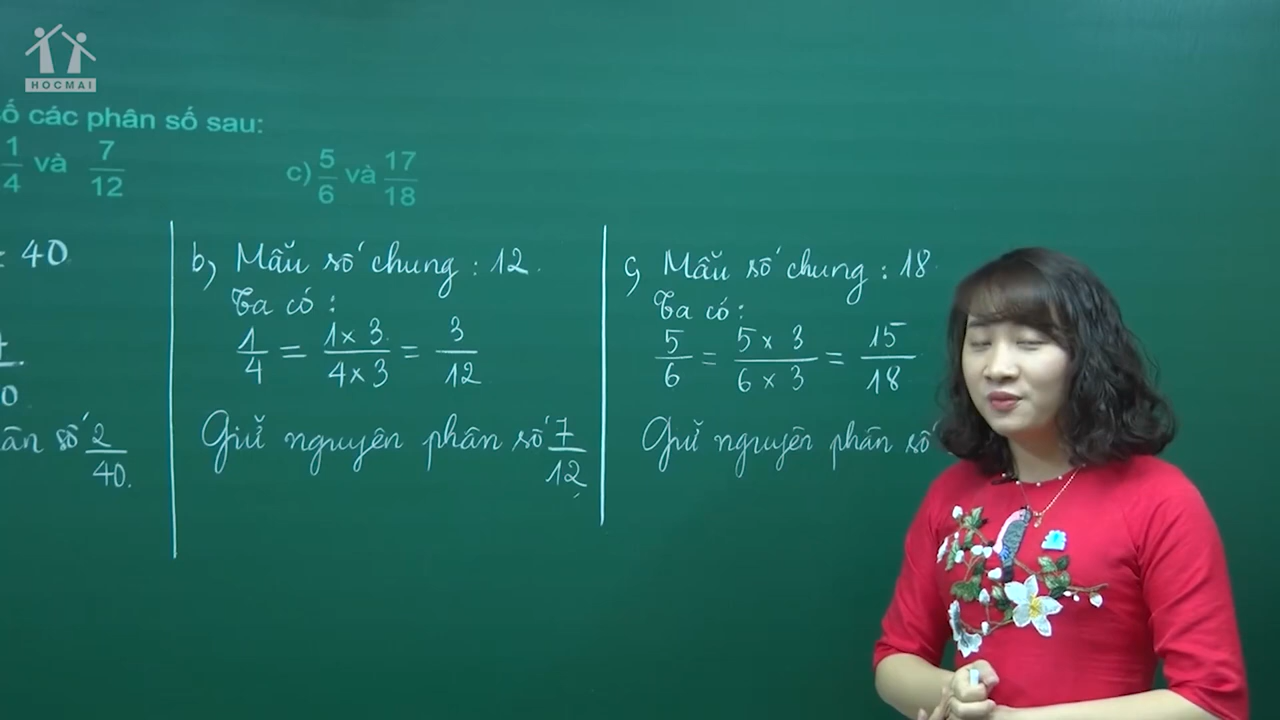 HOCMAI
số các phân số sau:
1/4 và 7/12
c) 5/6 và 17/18
= 40
0
ân số 2/40.
b, Mẫu số chung : 12.
Ta có :
1/4 = 1 x 3/4 x 3 = 3/12
Giữ nguyên phân số 7/12
c, Mẫu số chung : 18.
Ta có :
5/6 = 5 x 3/6 x 3 = 15/18
Giữ nguyên phân số